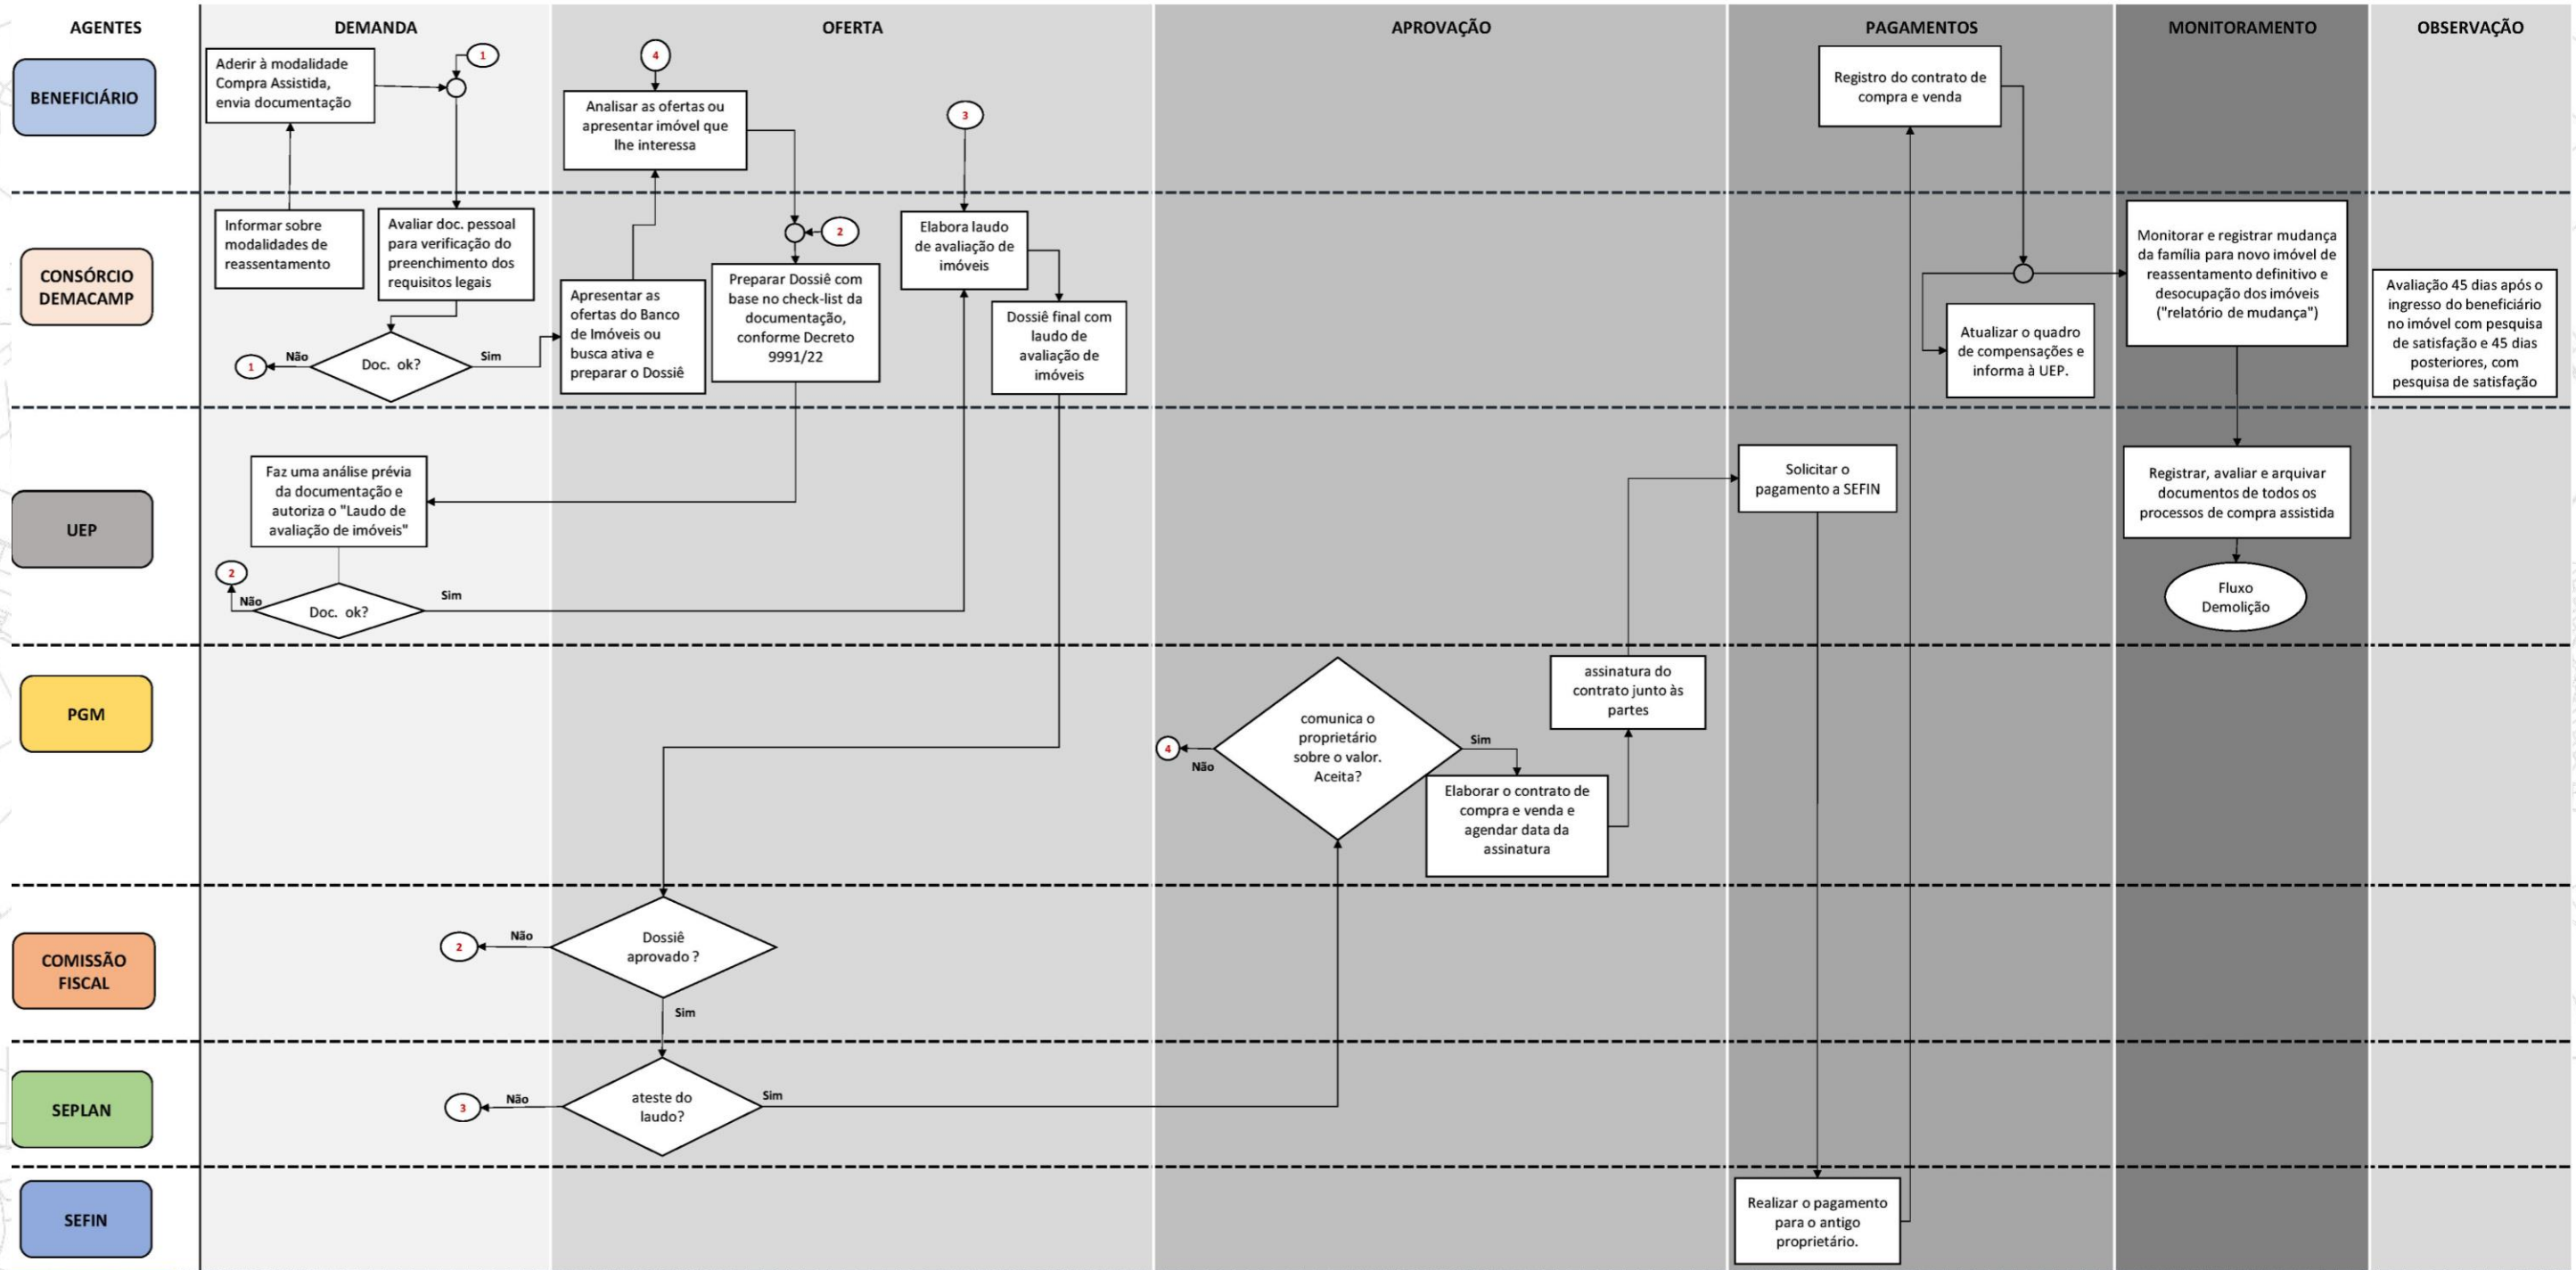 AGENTES
DEMANDA
OFERTA
APROVAÇÃO
PAGAMENTOS
MONITORAMENTO
OBSERVAÇÃO
BENEFICIÁRIO
Aderir à modalidade
Compra Assistida,
envia documentação
1
4
Analisar as ofertas ou
apresentar imóvel que
lhe interessa
3
Registro do contrato de
compra e venda
CONSÓRCIO
DEMACAMP
Informar sobre
modalidades de
reassentamento
Avaliar doc. pessoal
para verificação do
preenchimento dos
requisitos legais
1
Não
Doc. ok?
Sim
Apresentar as
ofertas do Banco
de Imóveis ou
busca ativa e
preparar o Dossiê
2
Preparar Dossiê com
base no check-list da
documentação,
conforme Decreto
9991/22
Elabora laudo
de avaliação de
imóveis
Dossiê final com
laudo de
avaliação de
imóveis
Atualizar o quadro
de compensações e
informa à UEP.
Monitorar e registrar mudança
da família para novo imóvel de
reassentamento definitivo e
desocupação dos imóveis
("relatório de mudança")
Avaliação 45 dias após o
ingresso do beneficiário
no imóvel com pesquisa
de satisfação e 45 dias
posteriores, com
pesquisa de satisfação
UEP
Faz uma análise prévia
da documentação e
autoriza o "Laudo de
avaliação de imóveis"
2
Não
Doc. ok?
Sim
Solicitar o
pagamento a SEFIN
Registrar, avaliar e arquivar
documentos de todos os
processos de compra assistida
Fluxo
Demolição
PGM
4
Não
comunica o
proprietário
sobre o valor.
Aceita?
Sim
Elaborar o contrato de
compra e venda e
agendar data da
assinatura
assinatura do
contrato junto às
partes
COMISSÃO
FISCAL
2
Não
Dossiê
aprovado ?
Sim
SEPLAN
3
Não
ateste do
laudo?
Sim
SEFIN
Realizar o pagamento
para o antigo
proprietário.